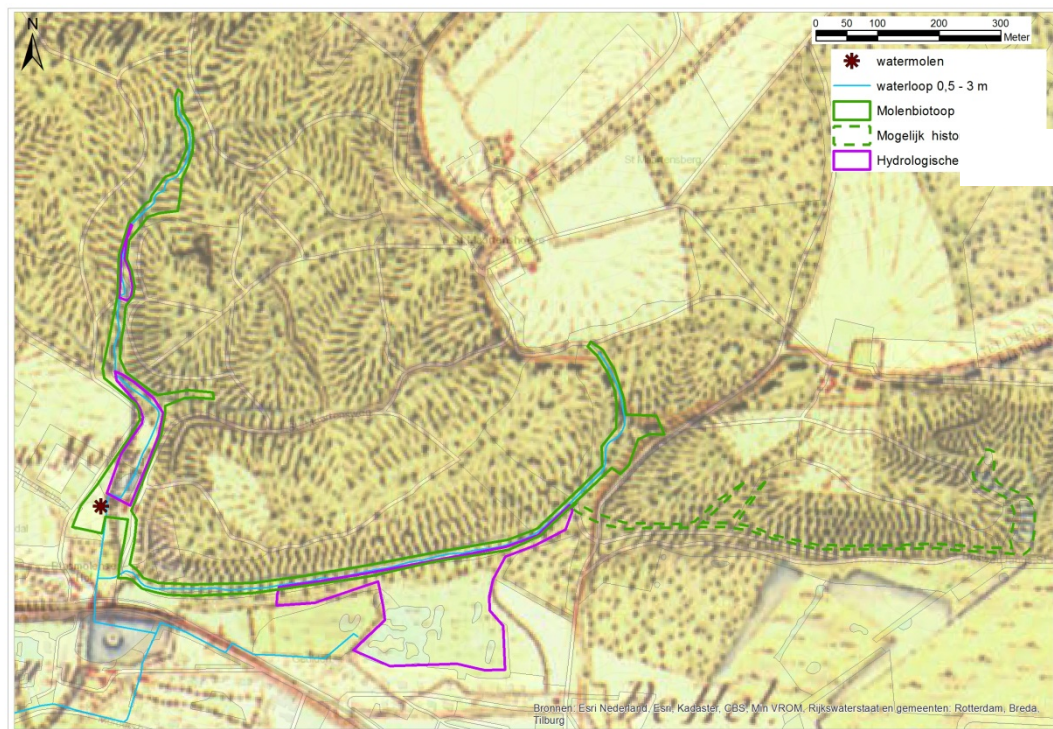 N
0 50 100 200 300
Meter
watermolen
waterloop 0,5 - 3 m
Molenbiotoop
Mogelijk histo
Hydrologische
St Maartensberg
Bronnen: Esri Nederland, Esri, Kadaster, CBS, Min VROM, Rijkswaterstaat en gemeenten: Rotterdam, Breda,
Tilburg